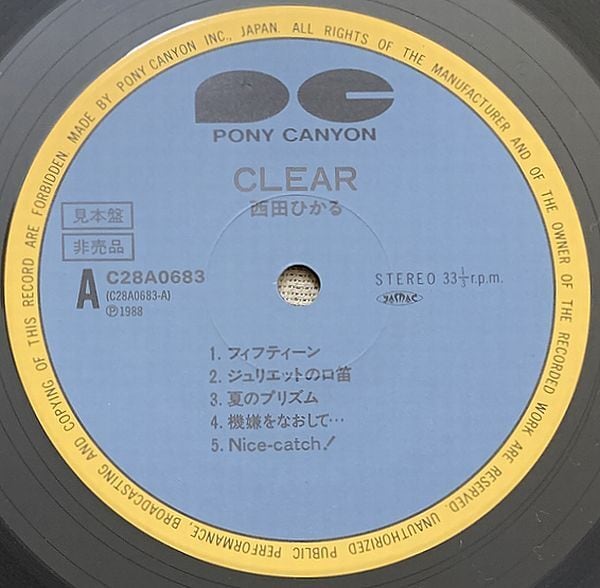 MADE BY PONY CANYON INC., JAPAN. ALL RIGHTS OF THE MANUFACTURER AND OF THE OWNER OF THE RECORDED WORK ARE RESERVED. UNAUTHORIZED PUBLIC PERFORMANCE, BROADCASTING AND COPYING OF THIS RECORD ARE FORBIDDEN.
PONY CANYON
CLEAR
西田ひかる
見本盤
非売品
A C28A0683
(C28A0683-A)
Ⓟ1988
STEREO 33⅓ r.p.m.
JASRAC
1. フィフティーン
2. ジュリエットの口笛
3. 夏のプリズム
4. 機嫌をなおして…
5. Nice-catch!